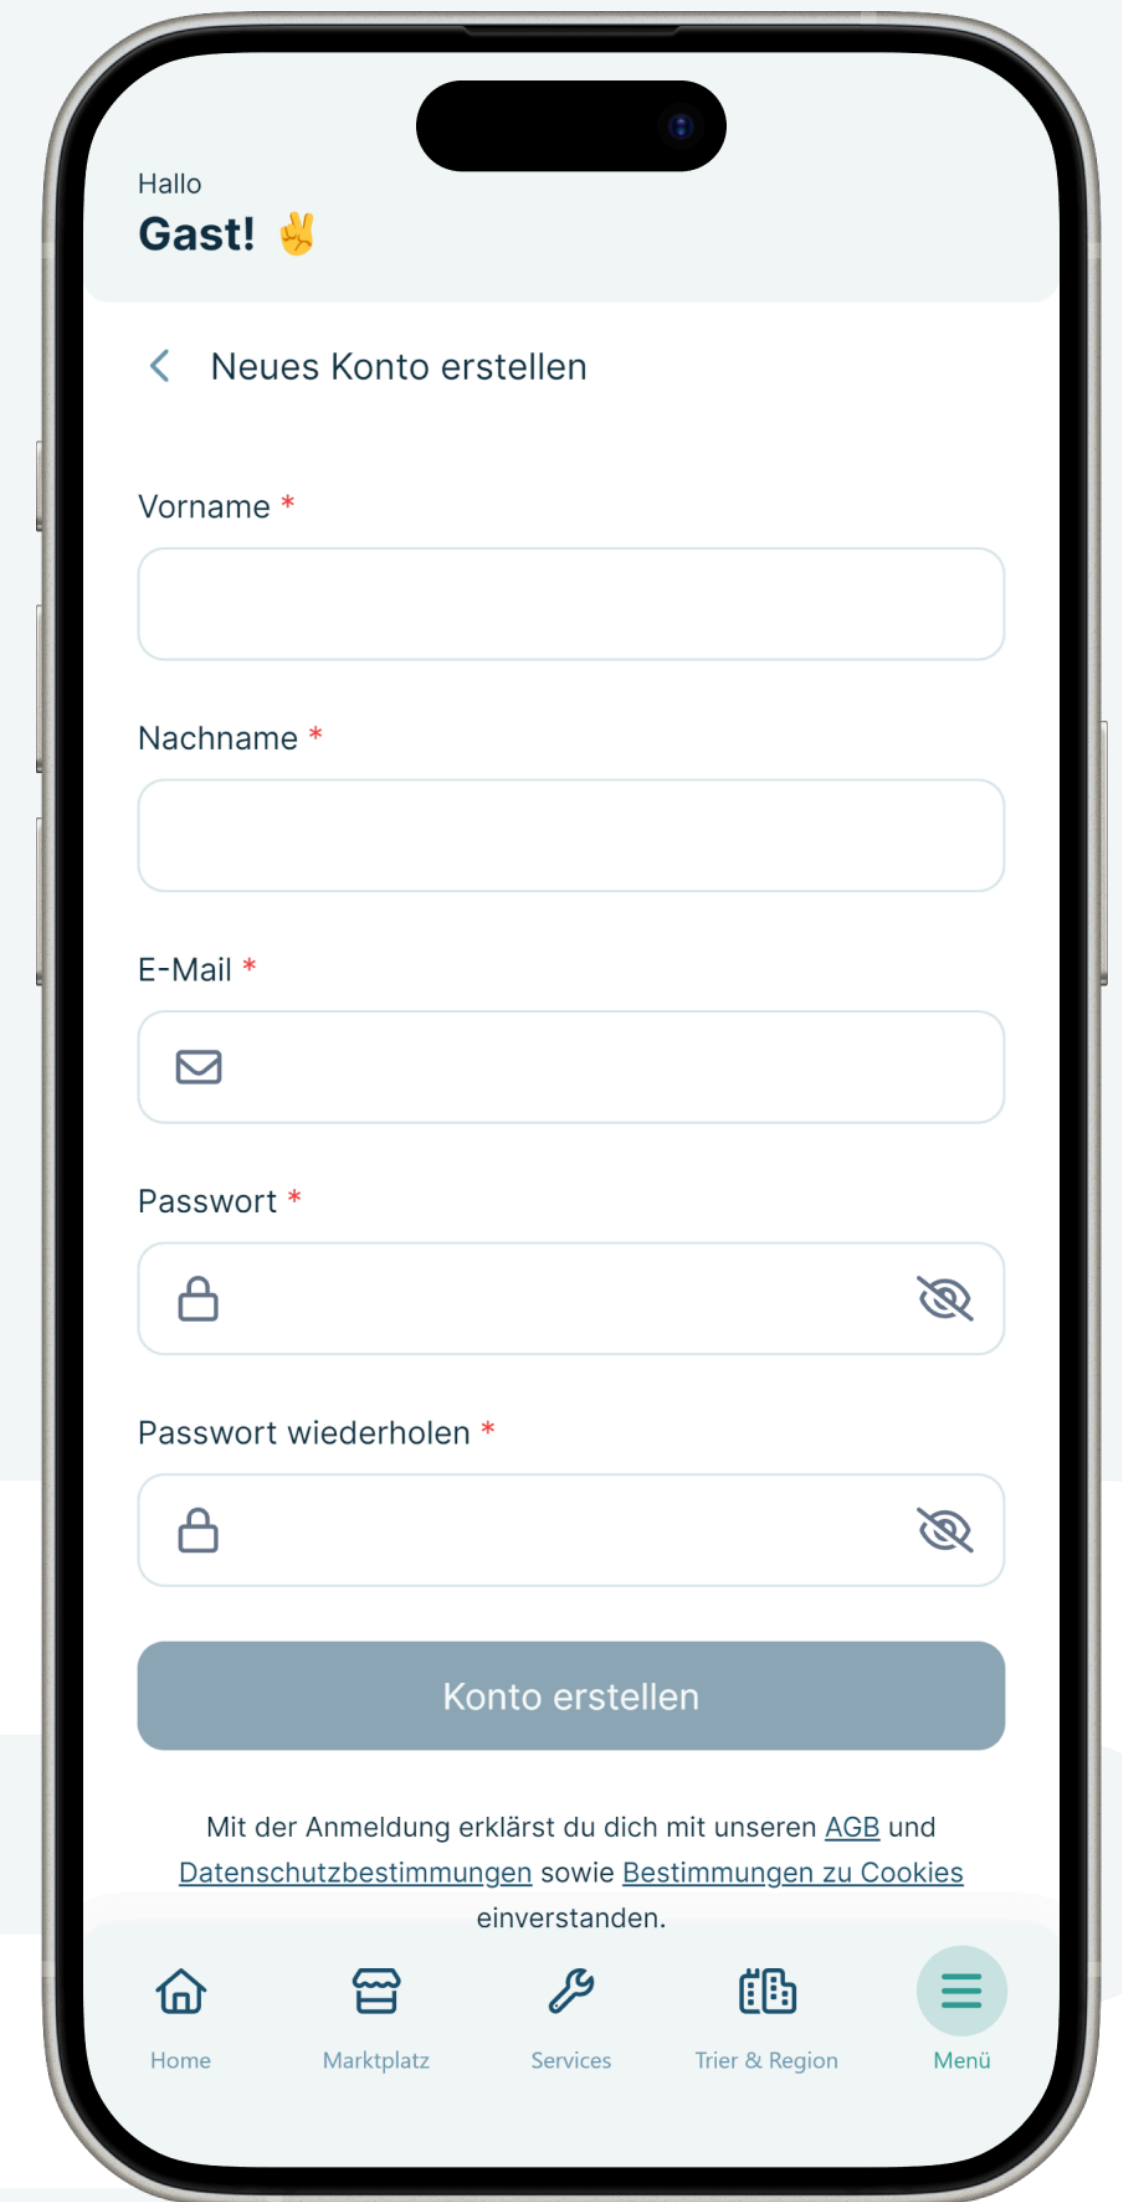 Hallo
Gast! ✌️
Neues Konto erstellen
Vorname *
Nachname *
E-Mail *
Passwort *
Passwort wiederholen *
Konto erstellen
Mit der Anmeldung erklärst du dich mit unseren AGB und
Datenschutzbestimmungen sowie Bestimmungen zu Cookies
einverstanden.
Home
Marktplatz
Services
Trier & Region
Menü